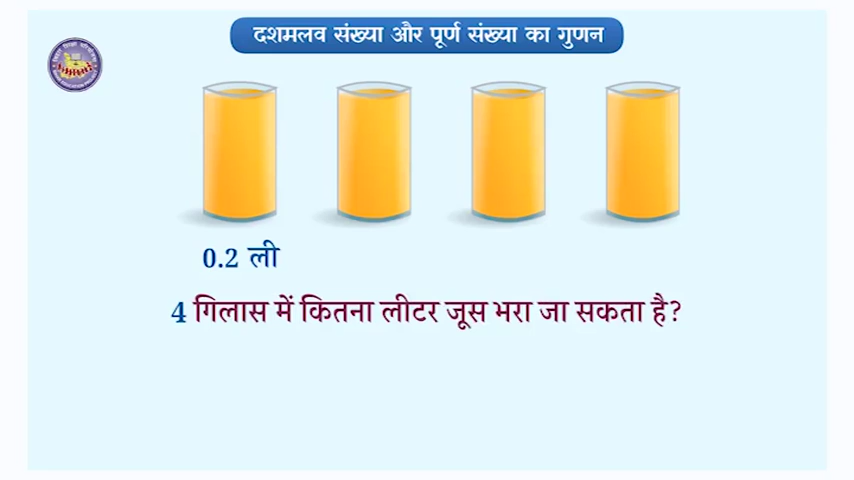 दशमलव संख्या और पूर्ण संख्या का गुणन
0.2 ली
4 गिलास में कितना लीटर जूस भरा जा सकता है?